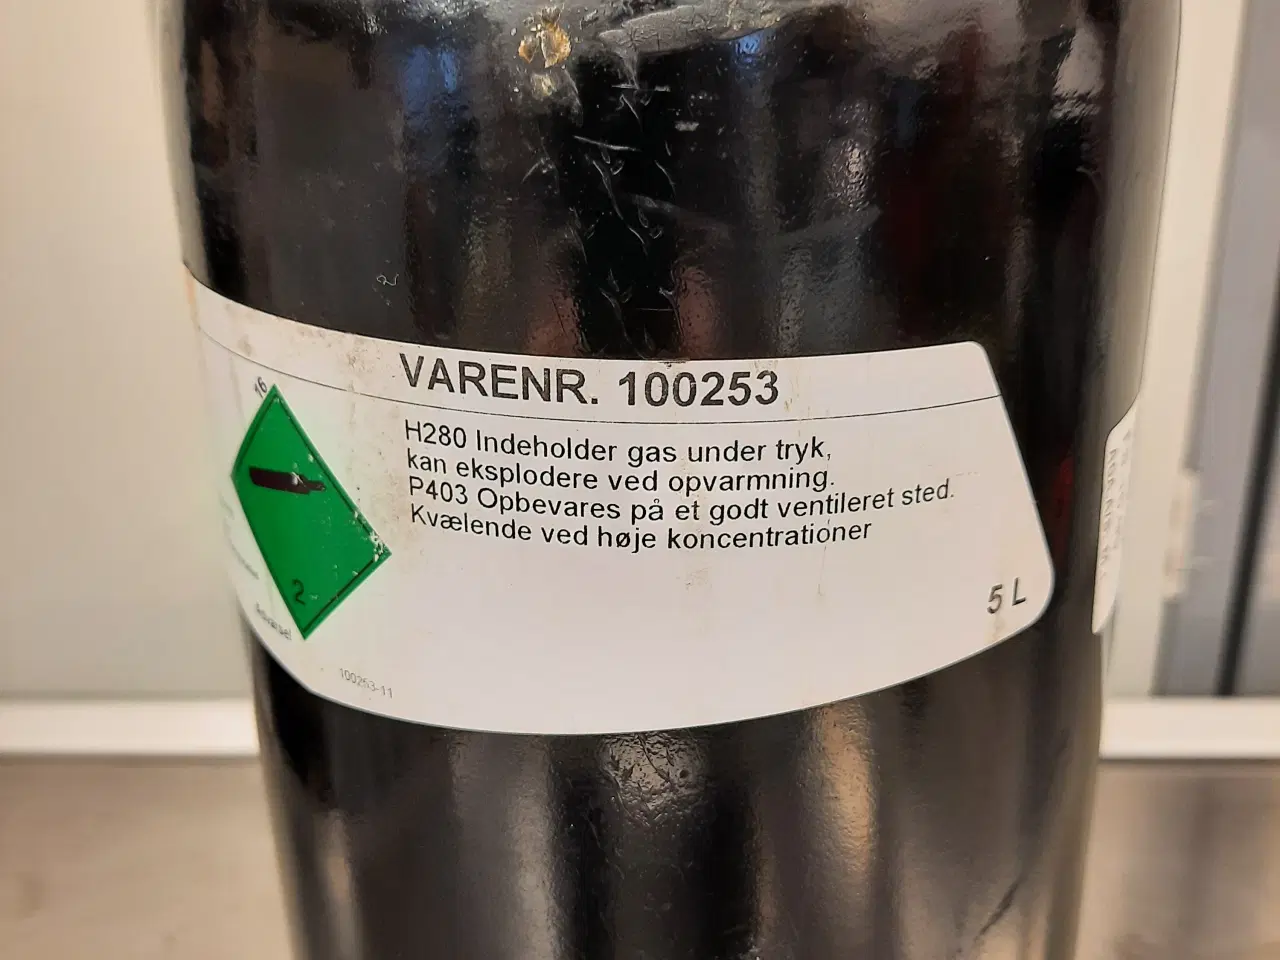 VARENR. 100253
16
H280 Indeholder gas under tryk,
kan eksplodere ved opvarmning.
P403 Opbevares på et godt ventileret sted.
Kvælende ved høje koncentrationer
2
5 L
100253-11